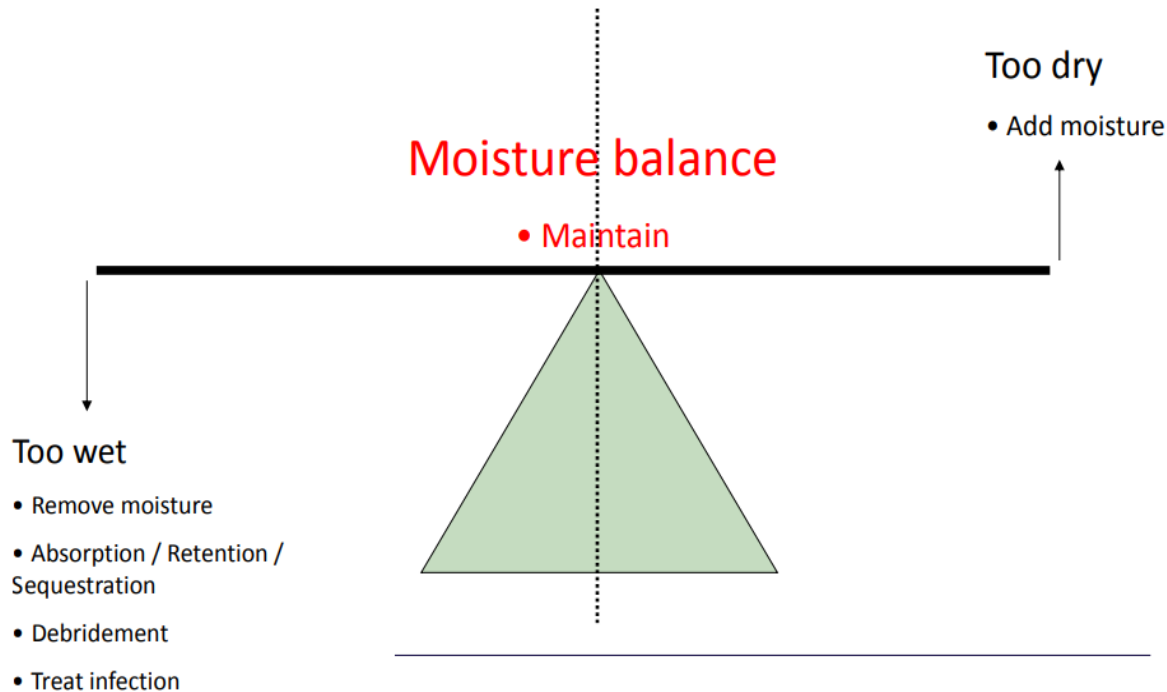 Too dry
• Add moisture
Moisture balance
• Maintain
Too wet
• Remove moisture
• Absorption / Retention /
Sequestration
• Debridement
• Treat infection